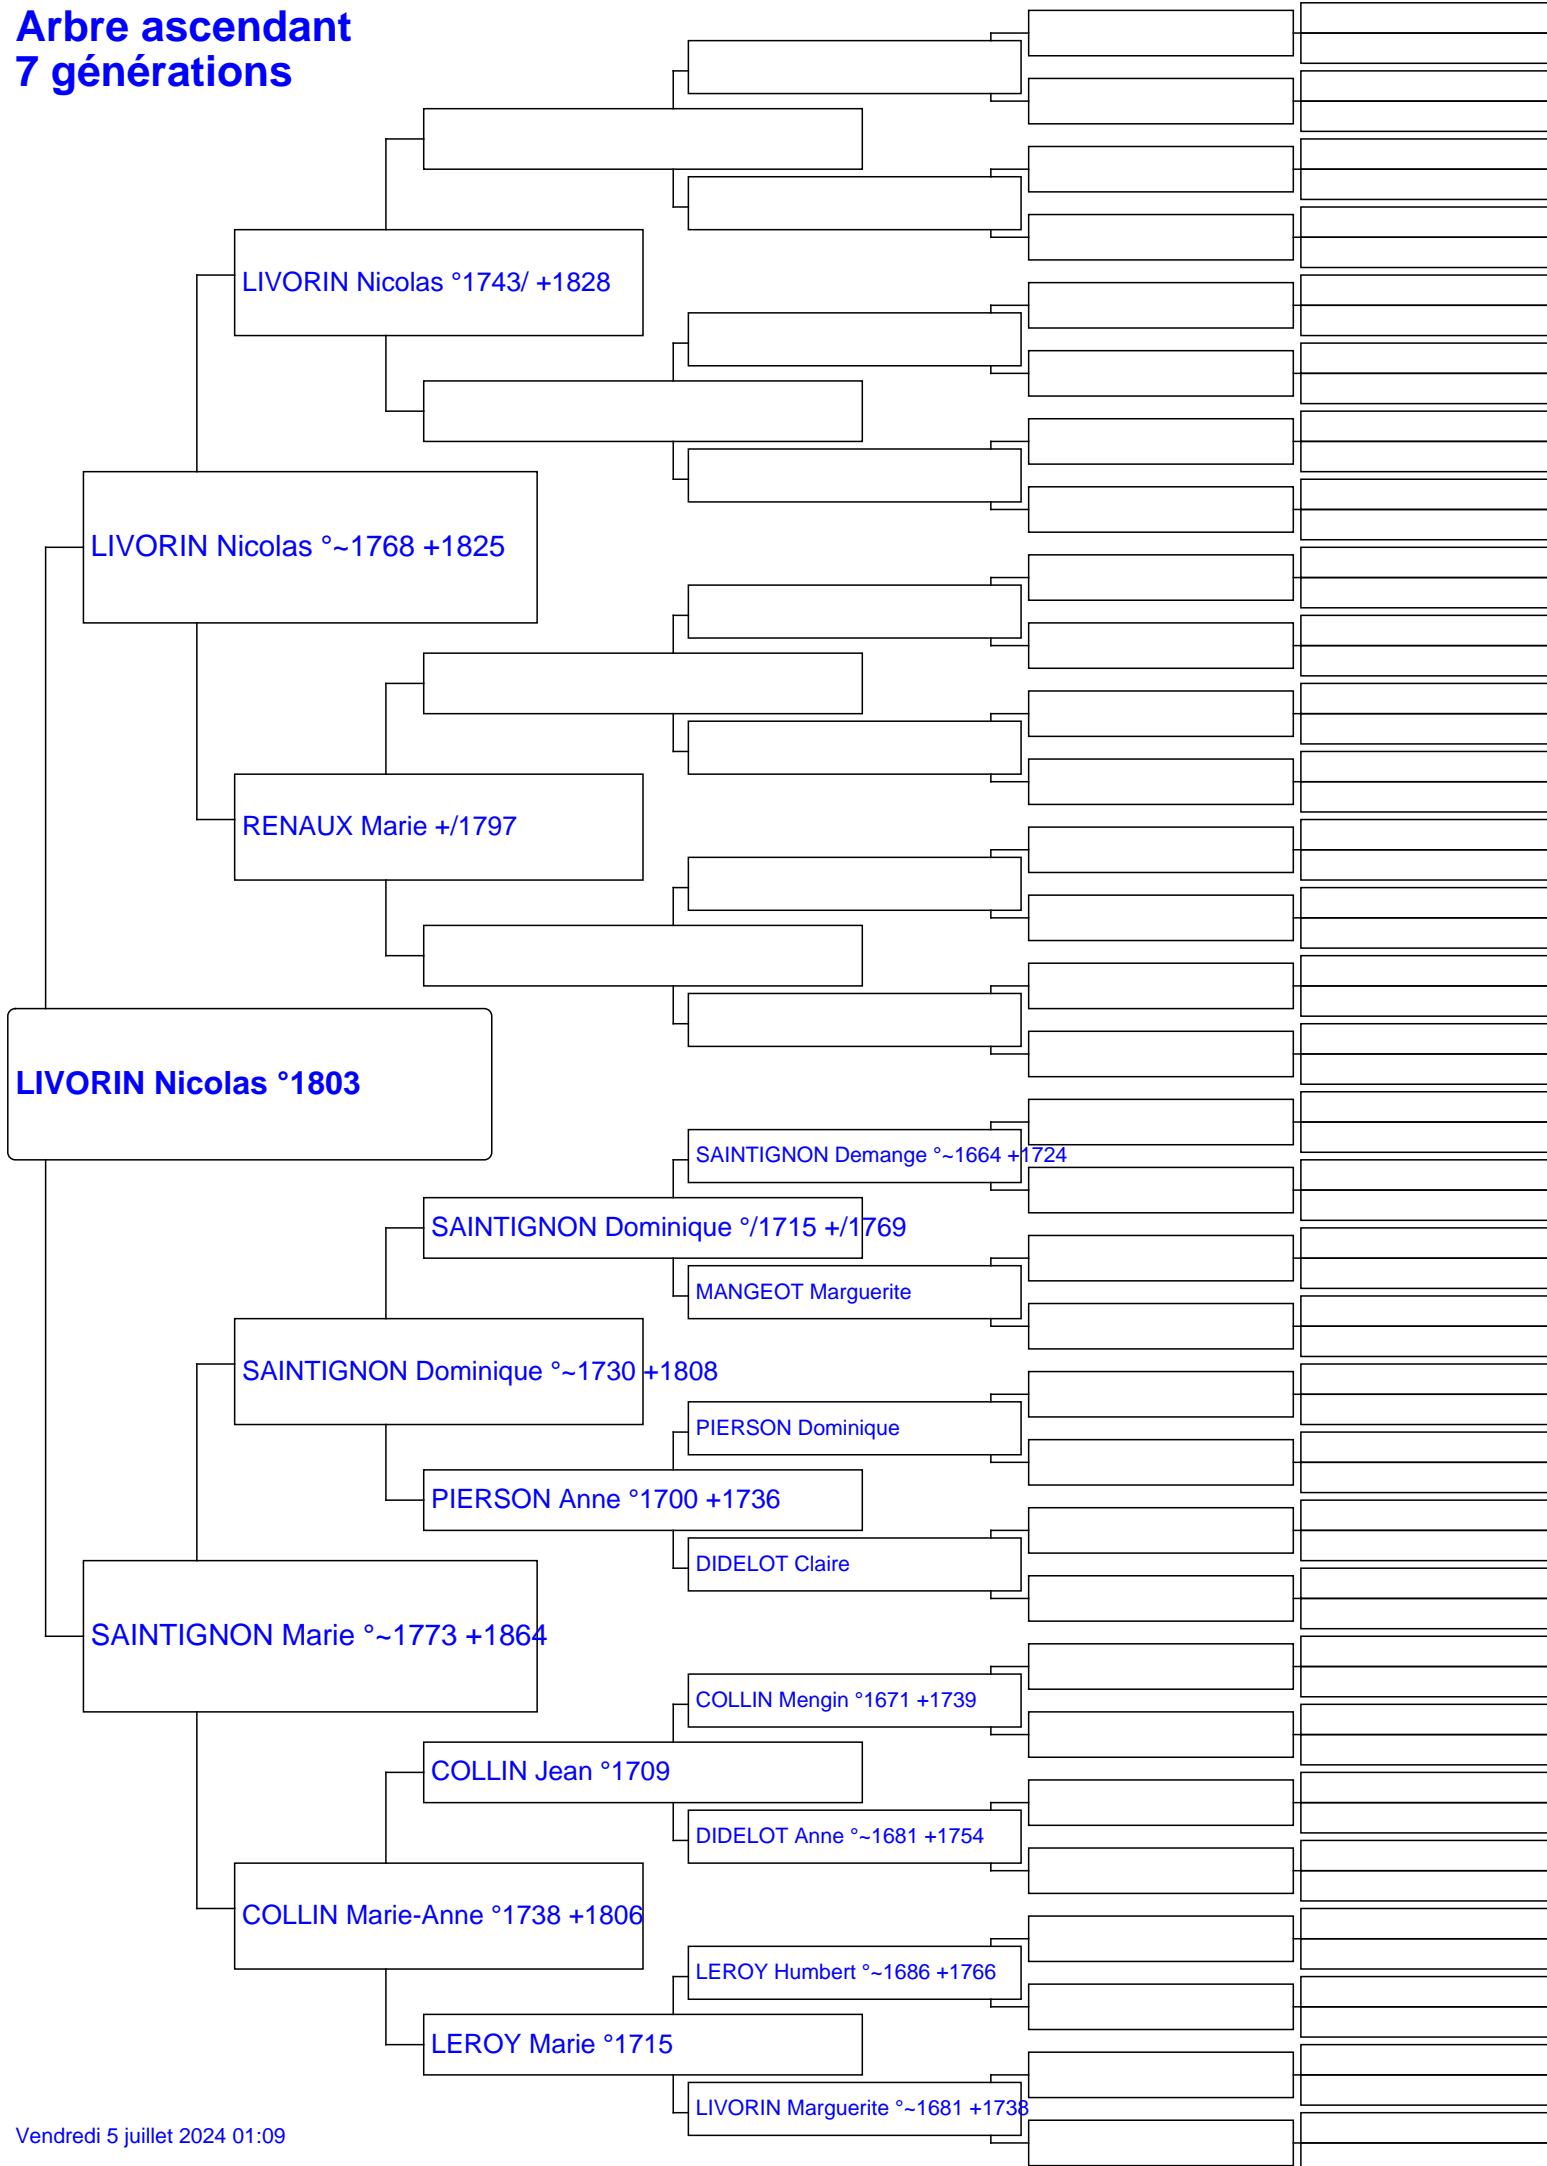 Arbre ascendant
7 générations
LIVORIN Nicolas °1743/ +1828
LIVORIN Nicolas °~1768 +1825
RENAUX Marie +/1797
LIVORIN Nicolas °1803
SAINTIGNON Demange °~1664 +1724
SAINTIGNON Dominique °/1715 +/1769
MANGEOT Marguerite
SAINTIGNON Dominique °~1730 +1808
PIERSON Dominique
PIERSON Anne °1700 +1736
DIDELOT Claire
SAINTIGNON Marie °~1773 +1864
COLLIN Mengin °1671 +1739
COLLIN Jean °1709
DIDELOT Anne °~1681 +1754
COLLIN Marie-Anne °1738 +1806
LEROY Humbert °~1686 +1766
LEROY Marie °1715
LIVORIN Marguerite °~1681 +1738
Vendredi 5 juillet 2024 01:09